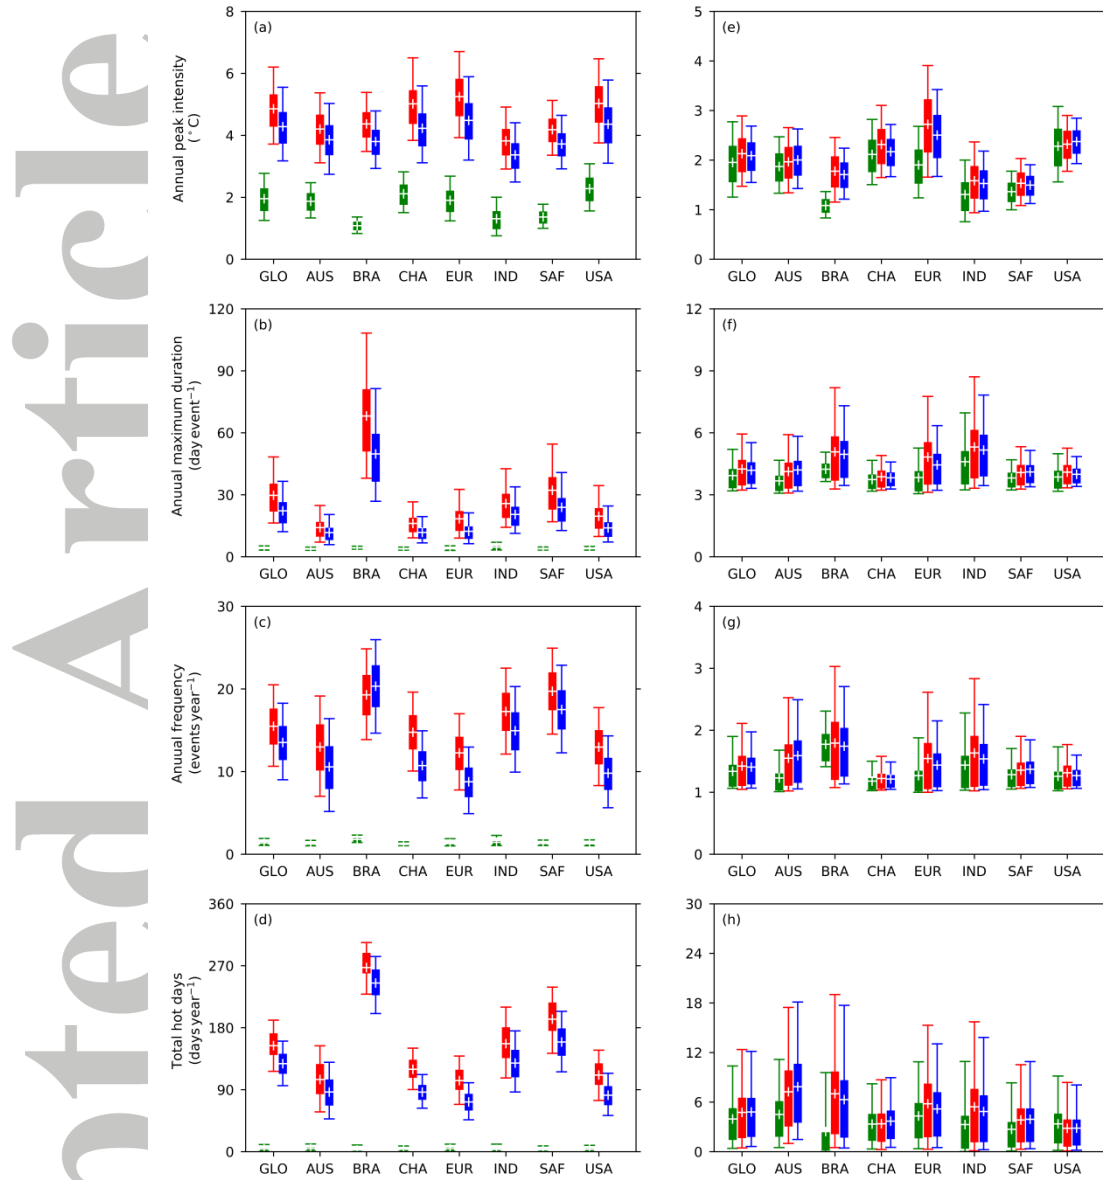 oted Article
(a)
Annual peak intensity
(°C)
8
6
4
2
0
GLO AUS BRA CHA EUR IND SAF USA
(e)
5
4
3
2
1
0
GLO AUS BRA CHA EUR IND SAF USA
(b)
Anuual maximum duration
(day event⁻¹)
120
90
60
30
0
GLO AUS BRA CHA EUR IND SAF USA
(f)
12
9
6
3
0
GLO AUS BRA CHA EUR IND SAF USA
(c)
Anuual frequency
(events year⁻¹)
30
20
10
0
GLO AUS BRA CHA EUR IND SAF USA
(g)
4
3
2
1
0
GLO AUS BRA CHA EUR IND SAF USA
(d)
Total hot days
(days year⁻¹)
360
270
180
90
0
GLO AUS BRA CHA EUR IND SAF USA
(h)
30
24
18
12
6
0
GLO AUS BRA CHA EUR IND SAF USA